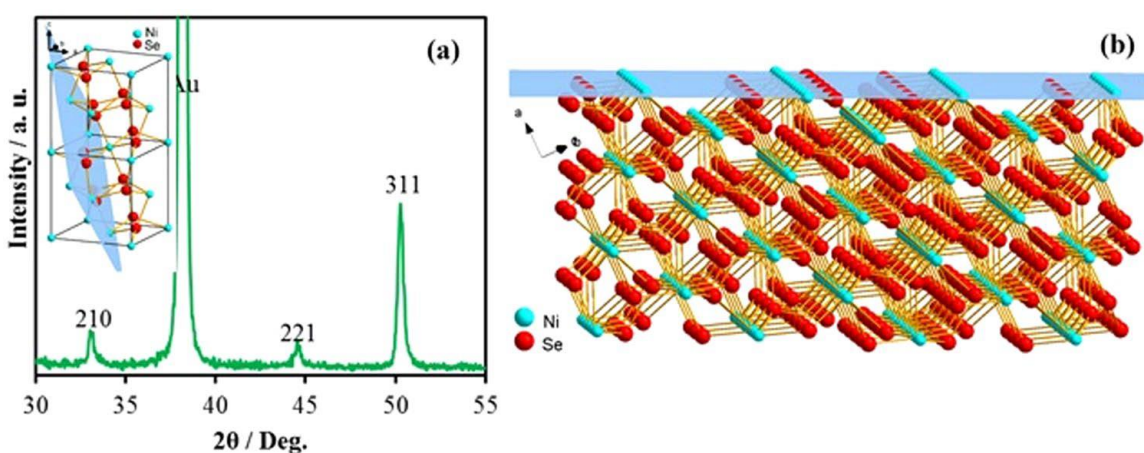 (a)
Ni
Se
c
a
Au
311
210
221
Intensity / a. u.
30 35 40 45 50 55
2θ / Deg.
(b)
a
Ni
Se